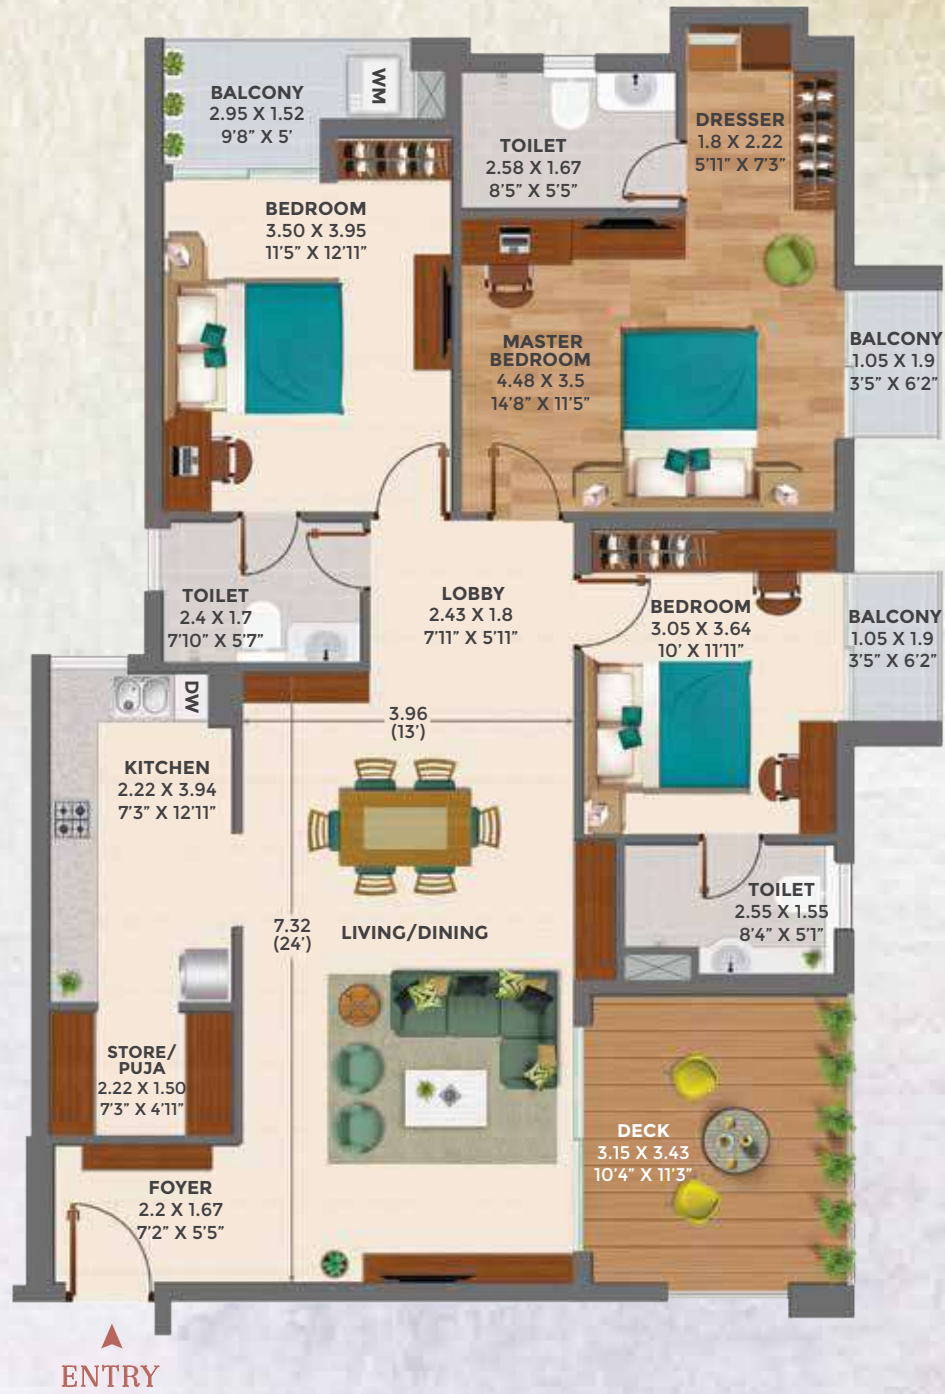 BALCONY
2.95 X 1.52
9'8” X 5'
WM
TOILET
2.58 X 1.67
8'5” X 5'5”
DRESSER
1.8 X 2.22
5'11” X 7'3”
BEDROOM
3.50 X 3.95
11'5” X 12'11”
MASTER
BEDROOM
4.48 X 3.5
14'8” X 11'5”
BALCONY
1.05 X 1.9
3'5” X 6'2”
TOILET
2.4 X 1.7
7'10” X 5'7”
LOBBY
2.43 X 1.8
7'11” X 5'11”
BEDROOM
3.05 X 3.64
10' X 11'11”
BALCONY
1.05 X 1.9
3'5” X 6'2”
DW
3.96
(13')
KITCHEN
2.22 X 3.94
7'3” X 12'11”
7.32
(24')
LIVING/DINING
TOILET
2.55 X 1.55
8'4” X 5'1”
STORE/
PUJA
2.22 X 1.50
7'3” X 4'11”
DECK
3.15 X 3.43
10'4” X 11'3”
FOYER
2.2 X 1.67
7'2” X 5'5”
ENTRY